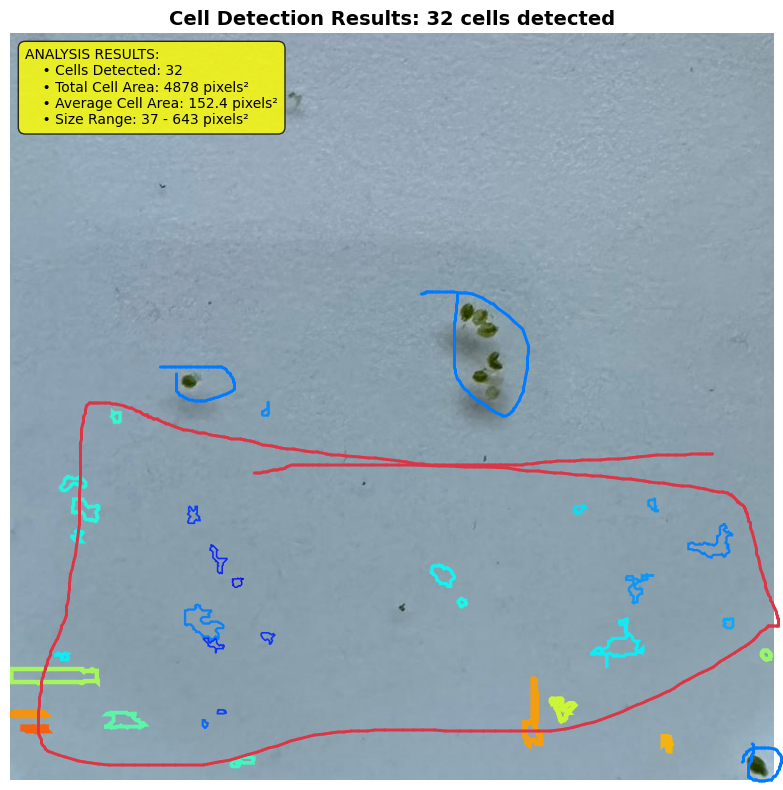 Cell Detection Results: 32 cells detected
ANALYSIS RESULTS:
• Cells Detected: 32
• Total Cell Area: 4878 pixels²
• Average Cell Area: 152.4 pixels²
• Size Range: 37 - 643 pixels²